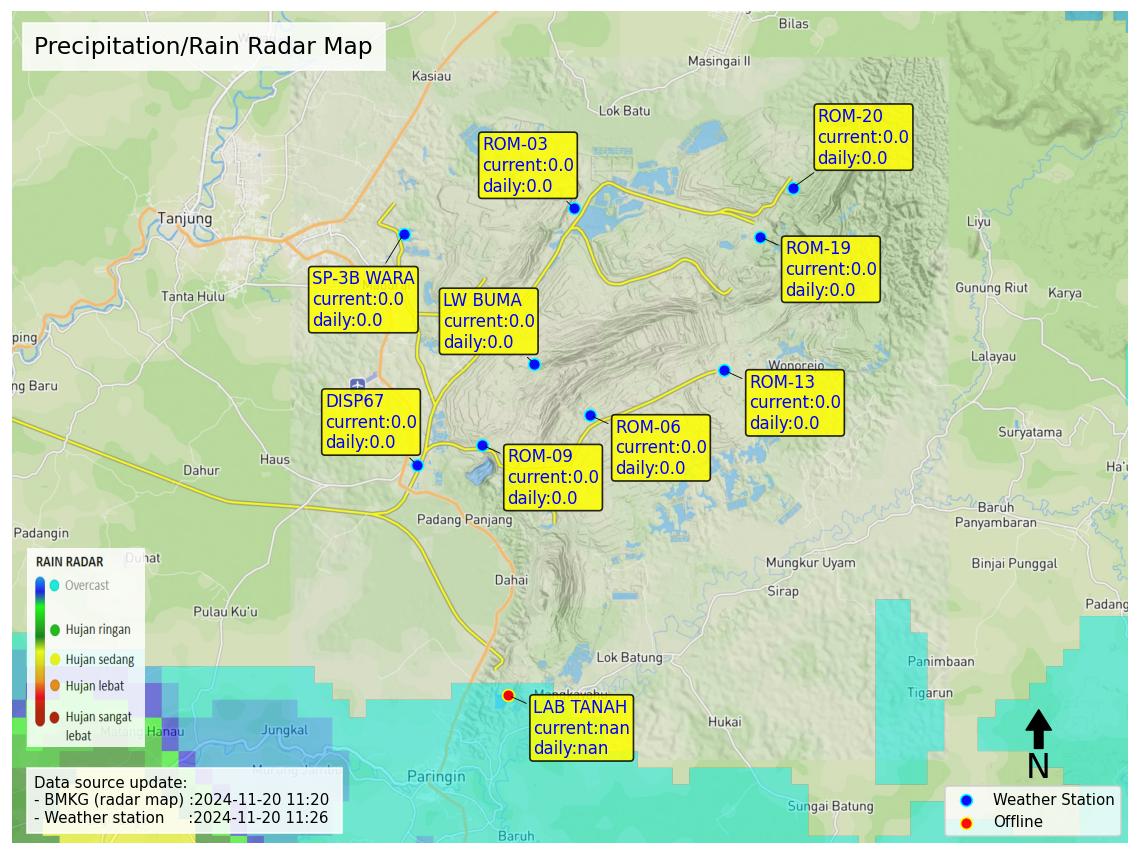 Precipitation/Rain Radar Map
Bilas
Masingai II
Kasiau
Lok Batu
ROM-20
current:0.0
daily:0.0
ROM-03
current:0.0
daily:0.0
Tanjung
Liyu
ROM-19
current:0.0
daily:0.0
SP-3B WARA
current:0.0
daily:0.0
Tanta Hulu
LW BUMA
current:0.0
daily:0.0
Gunung Riut
Karya
ping
Lalayau
Wonorejo
ng Baru
ROM-13
current:0.0
daily:0.0
DISP67
current:0.0
daily:0.0
ROM-06
current:0.0
daily:0.0
Suryatama
Haus
Dahur
ROM-09
current:0.0
daily:0.0
Ha'u
Padang Panjang
Baruh
Panyambaran
Padangin
Duhat
Mungkur Uyam
Binjai Punggal
Dahai
Sirap
Padang
Pulau Ku'u
RAIN RADAR
Overcast
Hujan ringan
Hujan sedang
Hujan lebat
Hujan sangat
lebat
Lok Batung
Panimbaan
Tigarun
Mangkayahu
LAB TANAH
current:nan
daily:nan
Hukai
Hanau
Jungkal
Murung Jambu
Paringin
Sungai Batung
Baruh
N
Data source update:
- BMKG (radar map) :2024-11-20 11:20
- Weather station :2024-11-20 11:26
Weather Station
Offline